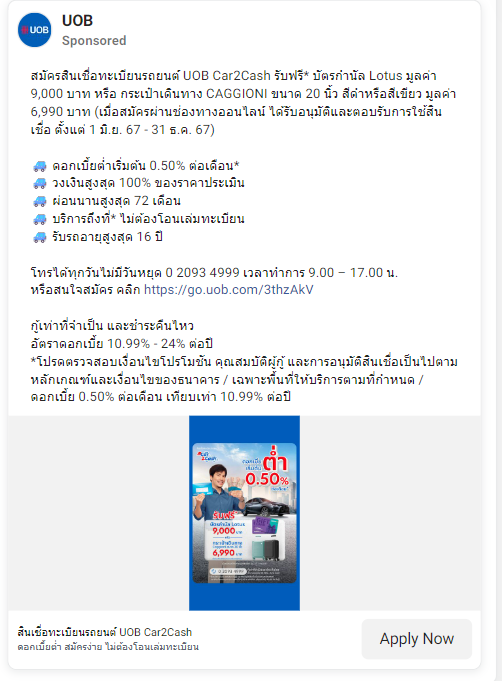 UOB
UOB
Sponsored
สมัครสินเชื่อทะเบียนรถยนต์ UOB Car2Cash รับฟรี* บัตรกำนัล Lotus มูลค่า
9,000 บาท หรือ กระเป๋าเดินทาง CAGGIONI ขนาด 20 นิ้ว สีดำหรือสีเขียว มูลค่า
6,990 บาท (เมื่อสมัครผ่านช่องทางออนไลน์ ได้รับอนุมัติและตอบรับการใช้สิน
เชื่อ ตั้งแต่ 1 มิ.ย. 67 - 31 ธ.ค. 67)
🚙 ดอกเบี้ยต่ำเริ่มต้น 0.50% ต่อเดือน*
🚙 วงเงินสูงสุด 100% ของราคาประเมิน
🚙 ผ่อนนานสูงสุด 72 เดือน
🚙 บริการถึงที่* ไม่ต้องโอนเล่มทะเบียน
🚙 รับรถอายุสูงสุด 16 ปี
โทรได้ทุกวันไม่มีวันหยุด 0 2093 4999 เวลาทำการ 9.00 – 17.00 น.
หรือสนใจสมัคร คลิก https://go.uob.com/3thzAkV
กู้เท่าที่จำเป็น และชำระคืนไหว
อัตราดอกเบี้ย 10.99% - 24% ต่อปี
*โปรดตรวจสอบเงื่อนไขโปรโมชัน คุณสมบัติผู้กู้ และการอนุมัติสินเชื่อเป็นไปตาม
หลักเกณฑ์และเงื่อนไขของธนาคาร / เฉพาะพื้นที่ให้บริการตามที่กำหนด /
ดอกเบี้ย 0.50% ต่อเดือน เทียบเท่า 10.99% ต่อปี
ดอกเบี้ย
เริ่มต้น
ต่ำ
0.50%
รับฟรี*
บัตรกำนัล Lotus
9,000
6,990
0 2093 4999
สินเชื่อทะเบียนรถยนต์ UOB Car2Cash
ดอกเบี้ยต่ำ สมัครง่าย ไม่ต้องโอนเล่มทะเบียน
Apply Now